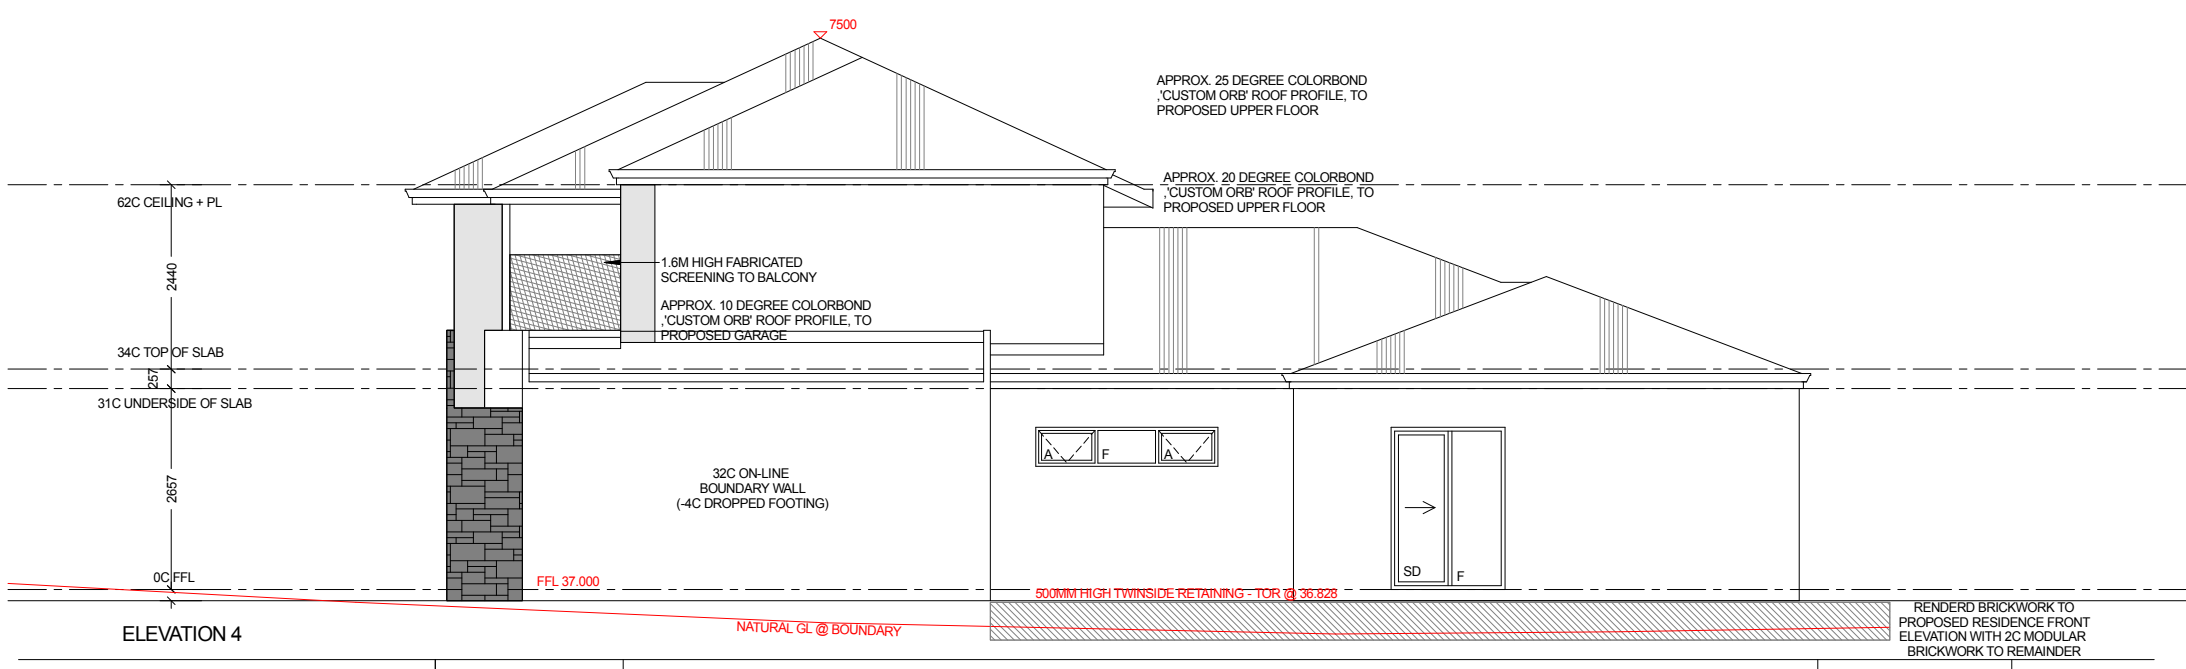 7500
APPROX. 25 DEGREE COLORBOND
,'CUSTOM ORB' ROOF PROFILE, TO
PROPOSED UPPER FLOOR
APPROX. 20 DEGREE COLORBOND
,'CUSTOM ORB' ROOF PROFILE, TO
PROPOSED UPPER FLOOR
62C CEILING + PL
2440
1.6M HIGH FABRICATED
SCREENING TO BALCONY
APPROX. 10 DEGREE COLORBOND
,'CUSTOM ORB' ROOF PROFILE, TO
PROPOSED GARAGE
34C TOP OF SLAB
257
31C UNDERSIDE OF SLAB
A
F
A
32C ON-LINE
BOUNDARY WALL
(-4C DROPPED FOOTING)
2657
0C FFL
FFL 37.000
SD
F
500MM HIGH TWINSIDE RETAINING - TOR @ 36.828
NATURAL GL @ BOUNDARY
ELEVATION 4
RENDERD BRICKWORK TO
PROPOSED RESIDENCE FRONT
ELEVATION WITH 2C MODULAR
BRICKWORK TO REMAINDER